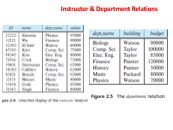 Instructor & Department Relations
ID name dept_name salary
22222 Einstein Physics 95000
12121 Wu Finance 90000
32343 El Said History 60000
45565 Katz Comp. Sci. 75000
98345 Kim Elec. Eng. 80000
76766 Crick Biology 72000
10101 Srinivasan Comp. Sci. 65000
58583 Califieri History 62000
83821 Brandt Comp. Sci. 92000
15151 Mozart Music 40000
33456 Gold Physics 87000
76543 Singh Finance 80000
Unsorted display of the instructor relation
dept_name building budget
Biology Watson 90000
Comp. Sci. Taylor 100000
Elec. Eng. Taylor 85000
Finance Painter 120000
History Painter 50000
Music Packard 80000
Physics Watson 70000
Figure 2.5 The department relation.